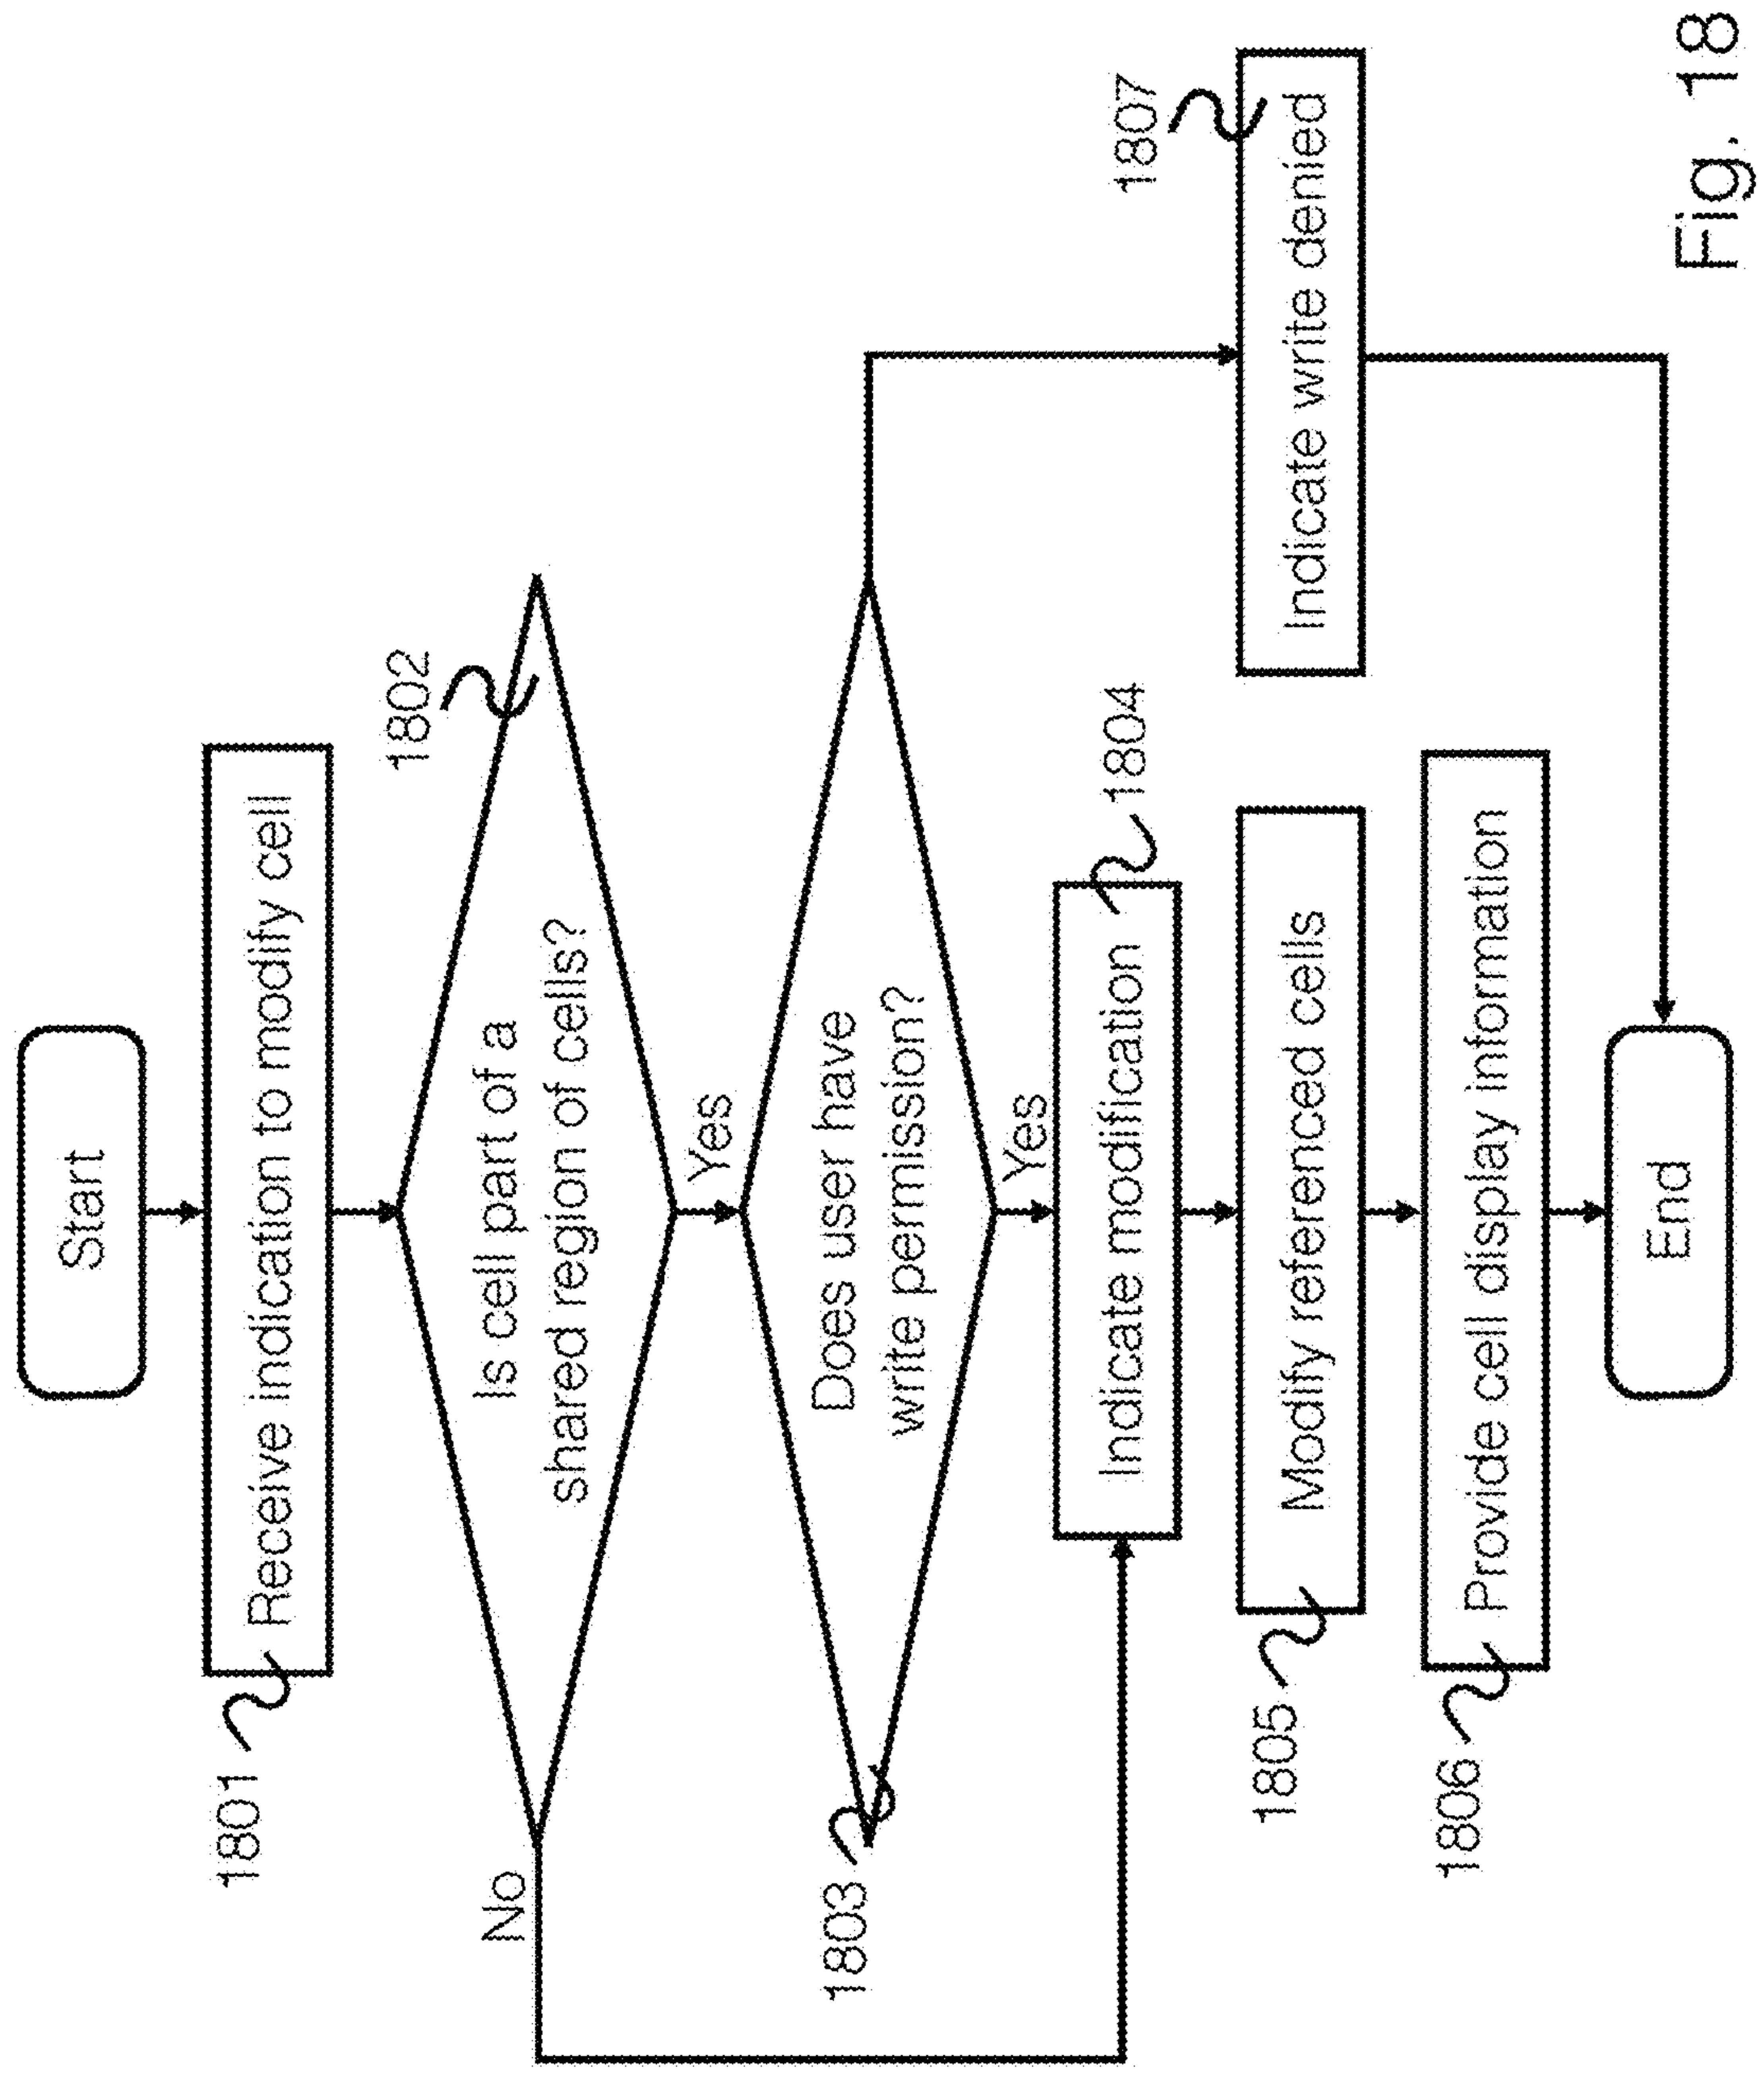 Start
1801
Receive indication to modify cell
1802
Is cell part of a
shared region of cells?
No
Yes
1803
Does user have
write permission?
Yes
1804
Indicate modification
1807
Indicate write denied
1805
Modify referenced cells
1806
Provide cell display information
End
Fig. 18